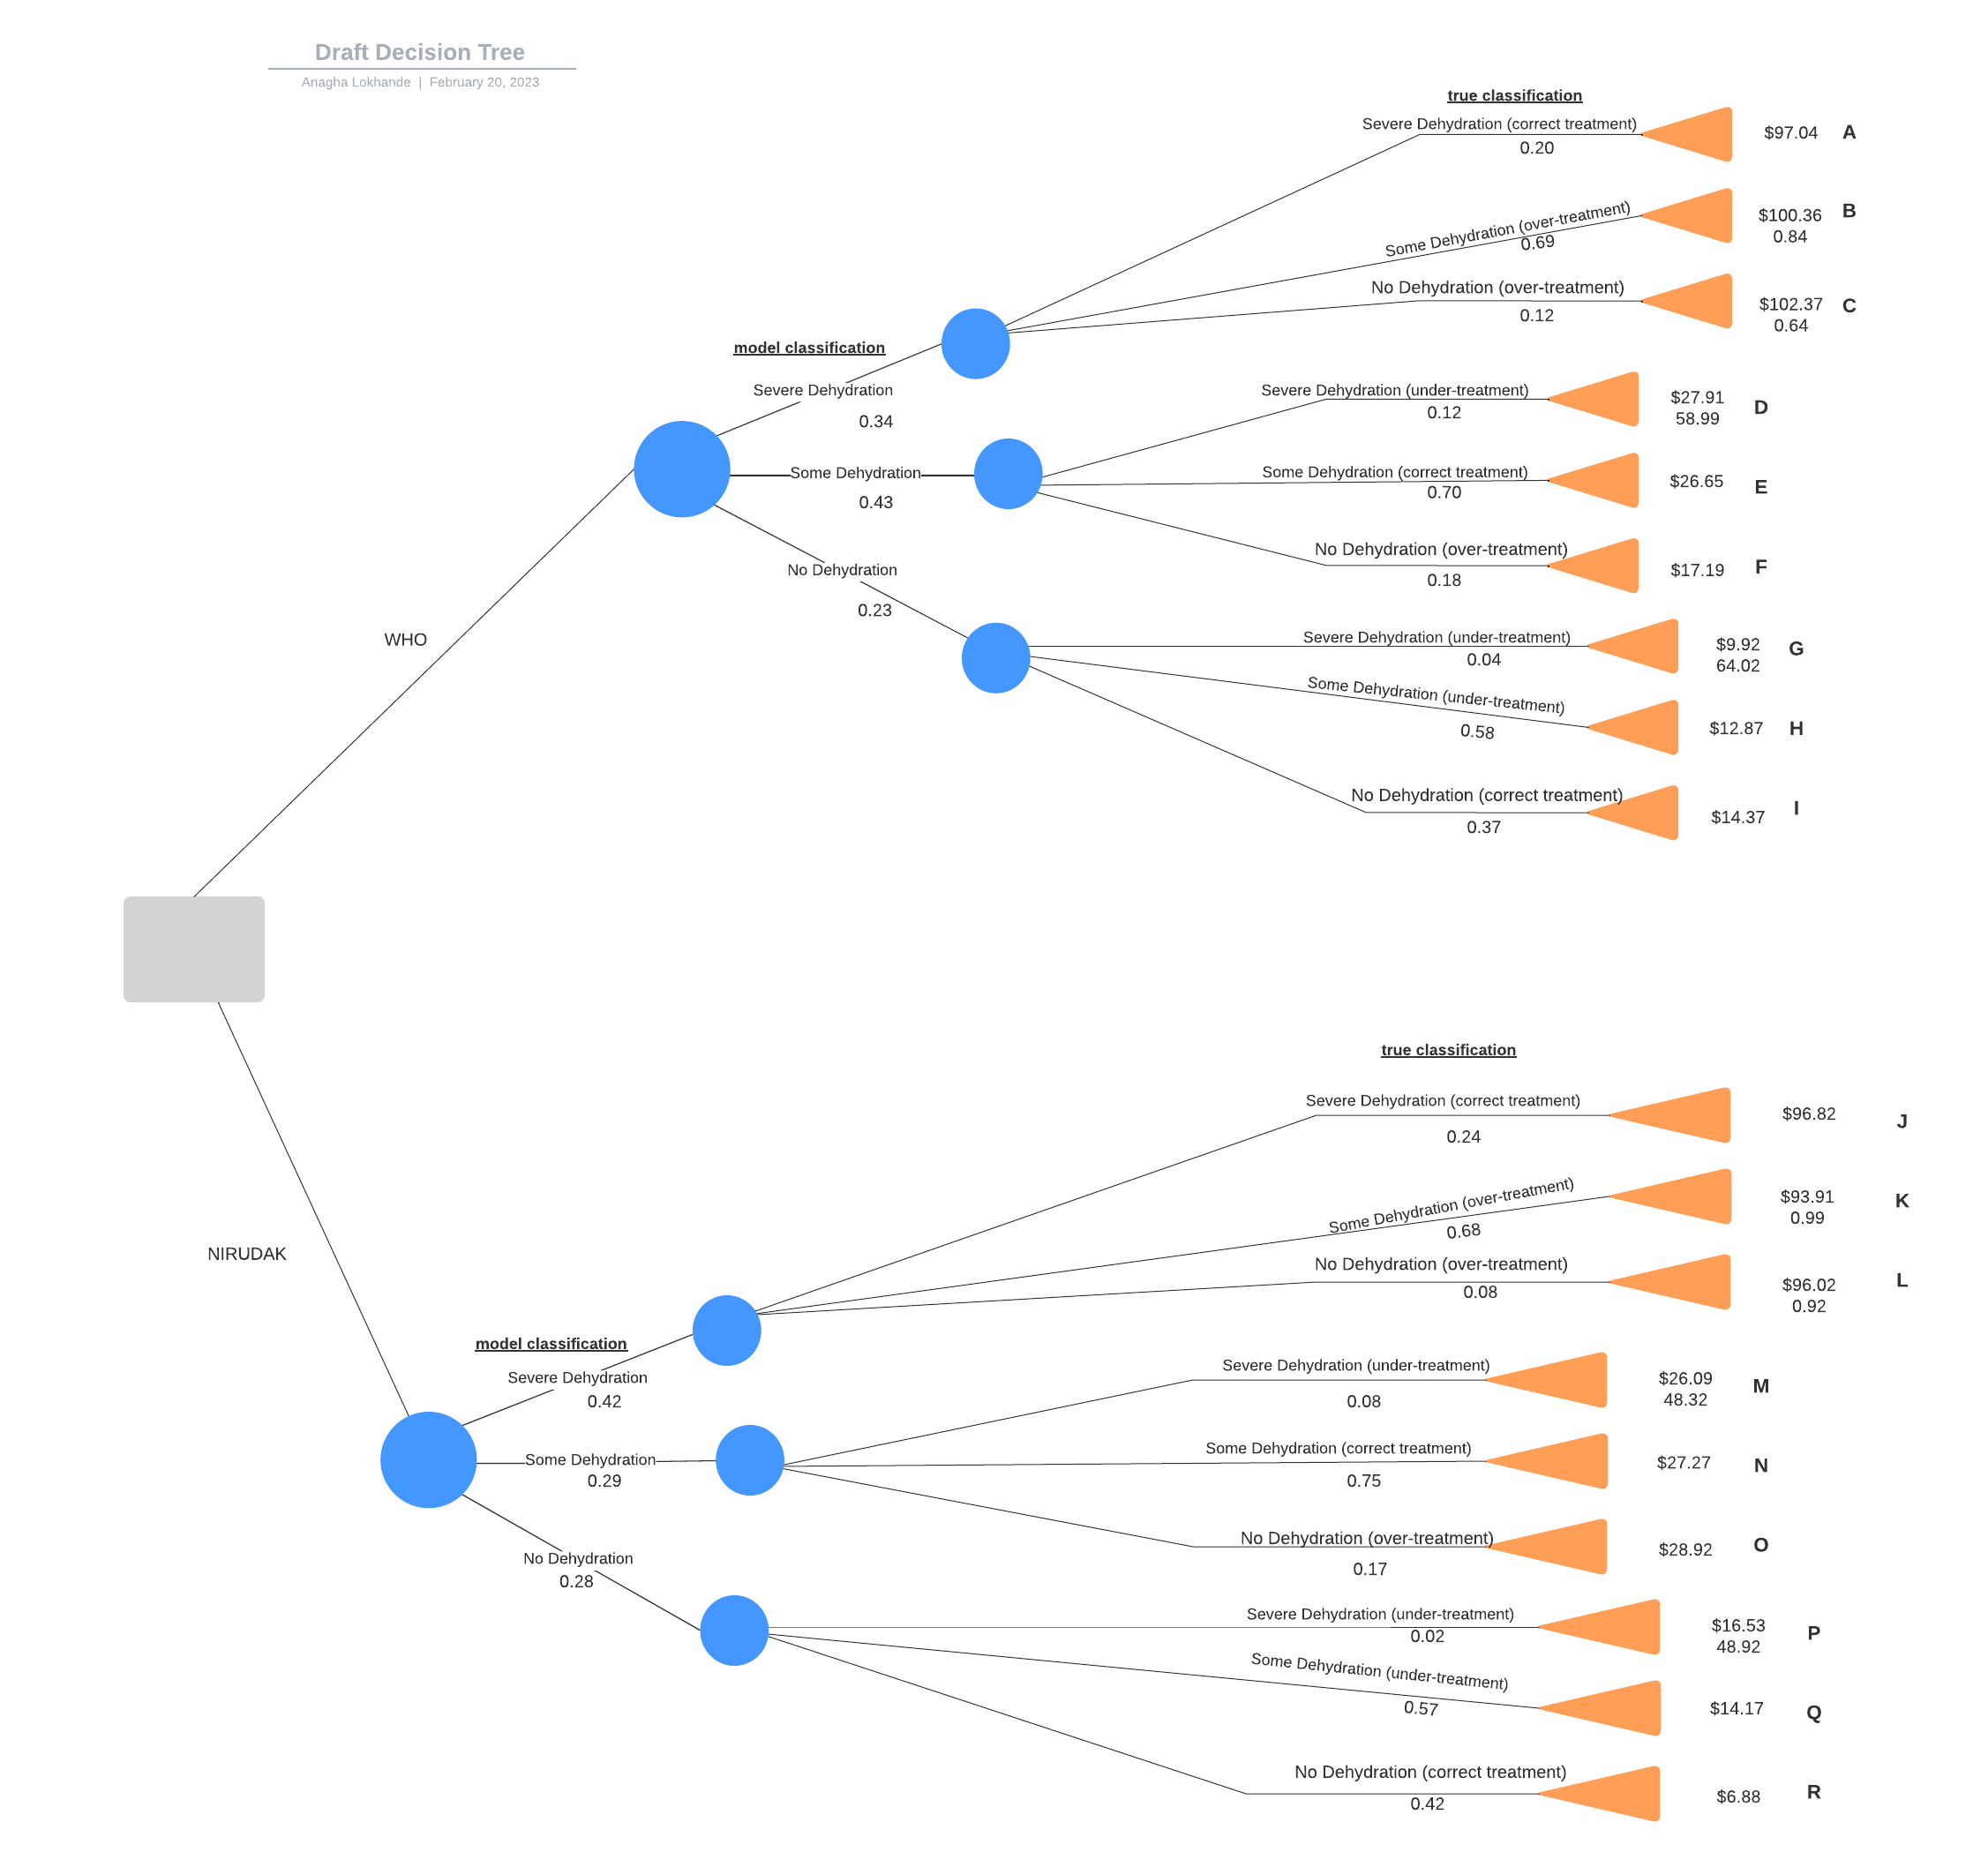 Draft Decision Tree
Anagha Lokhande | February 20, 2023
true classification
Severe Dehydration (correct treatment)
0.20
$97.04 A
Some Dehydration (over-treatment)
0.69
$100.36 B
0.84
No Dehydration (over-treatment)
0.12
$102.37 C
0.64
model classification
Severe Dehydration
0.34
Severe Dehydration (under-treatment)
0.12
$27.91 D
58.99
Some Dehydration
0.43
Some Dehydration (correct treatment)
0.70
$26.65 E
No Dehydration (over-treatment)
0.18
$17.19 F
No Dehydration
0.23
WHO
Severe Dehydration (under-treatment)
0.04
$9.92 G
64.02
Some Dehydration (under-treatment)
0.58
$12.87 H
No Dehydration (correct treatment)
0.37
$14.37 I
true classification
Severe Dehydration (correct treatment)
0.24
$96.82 J
Some Dehydration (over-treatment)
0.68
$93.91 K
0.99
NIRUDAK
No Dehydration (over-treatment)
0.08
$96.02 L
0.92
model classification
Severe Dehydration
0.42
Severe Dehydration (under-treatment)
0.08
$26.09 M
48.32
Some Dehydration
0.29
Some Dehydration (correct treatment)
0.75
$27.27 N
No Dehydration (over-treatment)
0.17
$28.92 O
No Dehydration
0.28
Severe Dehydration (under-treatment)
0.02
$16.53 P
48.92
Some Dehydration (under-treatment)
0.57
$14.17 Q
No Dehydration (correct treatment)
0.42
$6.88 R